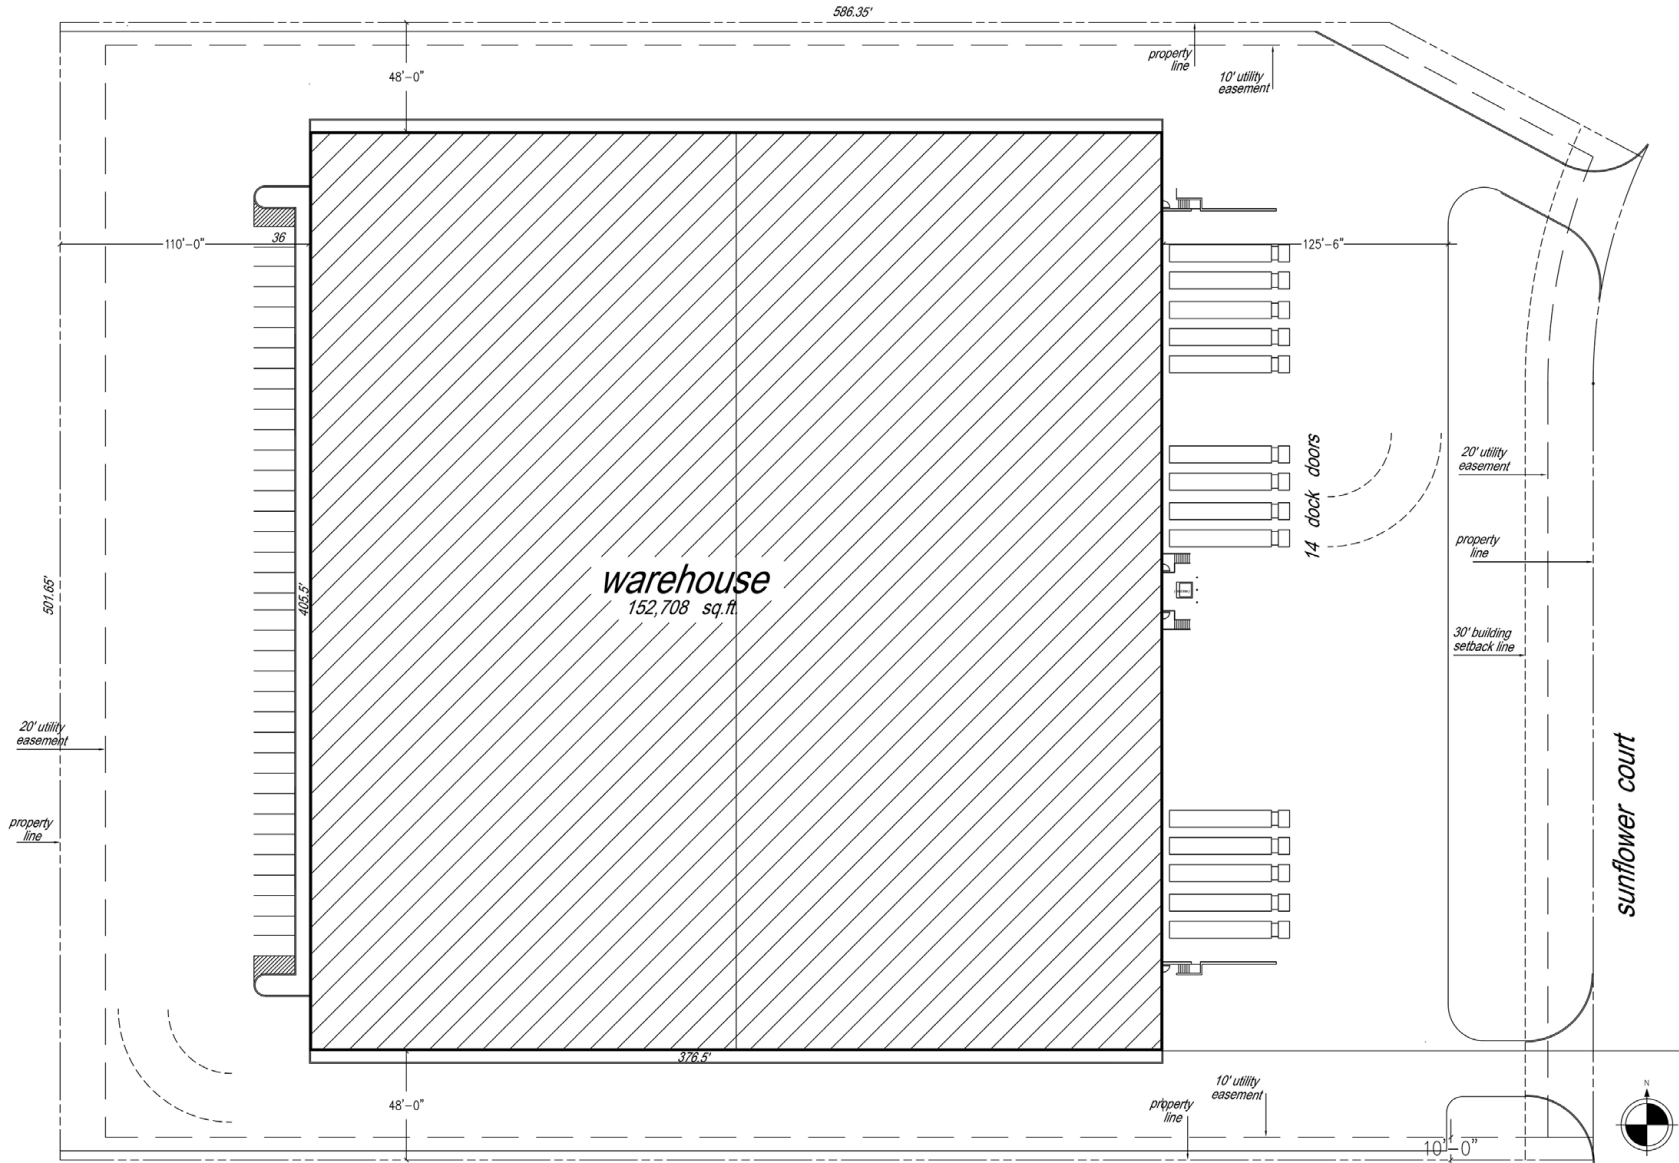 586.35'
48'-0"
property
line
10' utility
easement
110'-0"
36
125'-6"
14 dock doors
20' utility
easement
property
line
501.65'
405.5'
warehouse
152,708 sq.ft.
30' building
setback line
20' utility
easement
sunflower court
property
line
376.5'
48'-0"
10' utility
easement
property
line
10'-0"
N